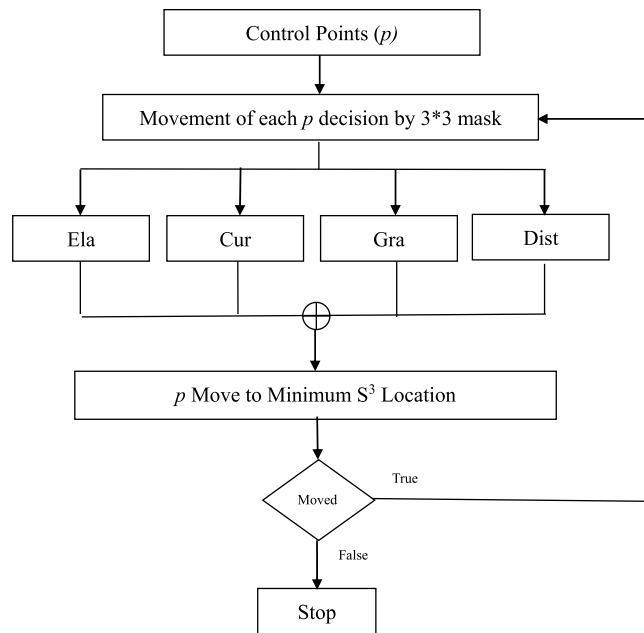 Control Points (p)
Movement of each p decision by 3*3 mask
Ela
Cur
Gra
Dist
p Move to Minimum S³ Location
Moved
True
False
Stop